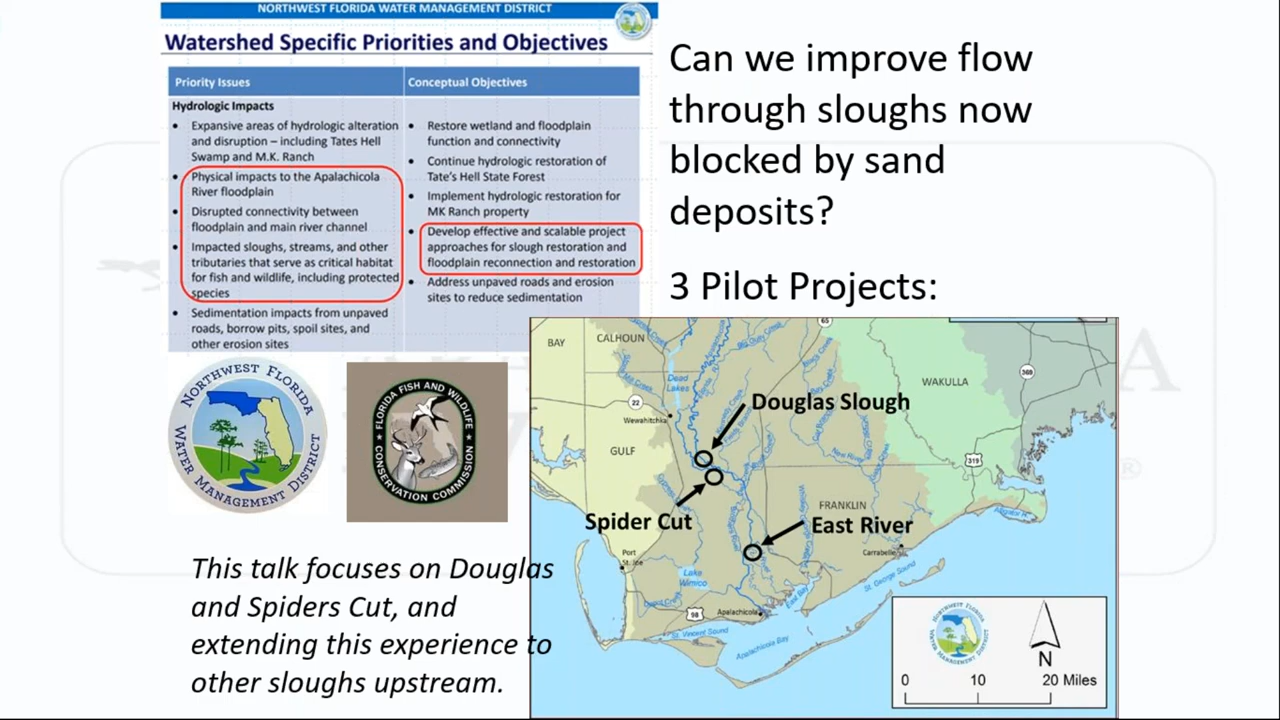 NORTHWEST FLORIDA WATER MANAGEMENT DISTRICT
Watershed Specific Priorities and Objectives
Priority Issues
Hydrologic Impacts
• Expansive areas of hydrologic alteration
and disruption – including Tates Hell
Swamp and M.K. Ranch
• Physical impacts to the Apalachicola
River floodplain
• Disrupted connectivity between
floodplain and main river channel
• Impacted sloughs, streams, and other
tributaries that serve as critical habitat
for fish and wildlife, including protected
species
• Sedimentation impacts from unpaved
roads, borrow pits, spoil sites, and
other erosion sites
Conceptual Objectives
• Restore wetland and floodplain
function and connectivity
• Continue hydrologic restoration of
Tate's Hell State Forest
• Implement hydrologic restoration for
MK Ranch property
• Develop effective and scalable project
approaches for slough restoration and
floodplain reconnection and restoration
• Address unpaved roads and erosion
sites to reduce sedimentation
Can we improve flow
through sloughs now
blocked by sand
deposits?
3 Pilot Projects:
NORTHWEST FLORIDA
WATER MANAGEMENT DISTRICT
FLORIDA FISH AND WILDLIFE
CONSERVATION COMMISSION
This talk focuses on Douglas
and Spiders Cut, and
extending this experience to
other sloughs upstream.
BAY
CALHOUN
65
Dead
Lakes
WAKULLA
22
Wewahitchka
Douglas Slough
GULF
319
Spider Cut
FRANKLIN
East River
Port
St. Joe
Carrabelle
Lake
Wimico
St. George Sound
98
Apalachicola
East Bay
St. Vincent Sound
Apalachicola Bay
N
0 10 20 Miles